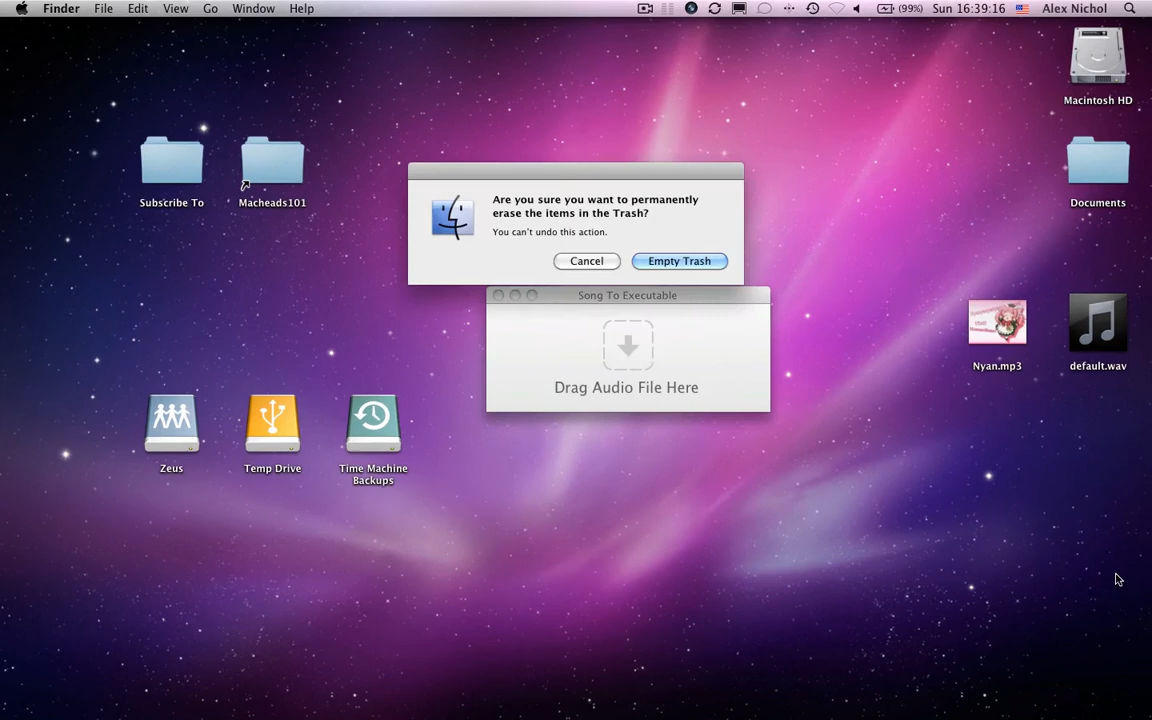 Finder File Edit View Go Window Help (99%) Sun 16:39:16 Alex Nichol
Macintosh HD
Subscribe To
Macheads101
Documents
Are you sure you want to permanently
erase the items in the Trash?
You can't undo this action.
Cancel
Empty Trash
Song To Executable
Drag Audio File Here
Nyan.mp3
default.wav
Zeus
Temp Drive
Time Machine
Backups